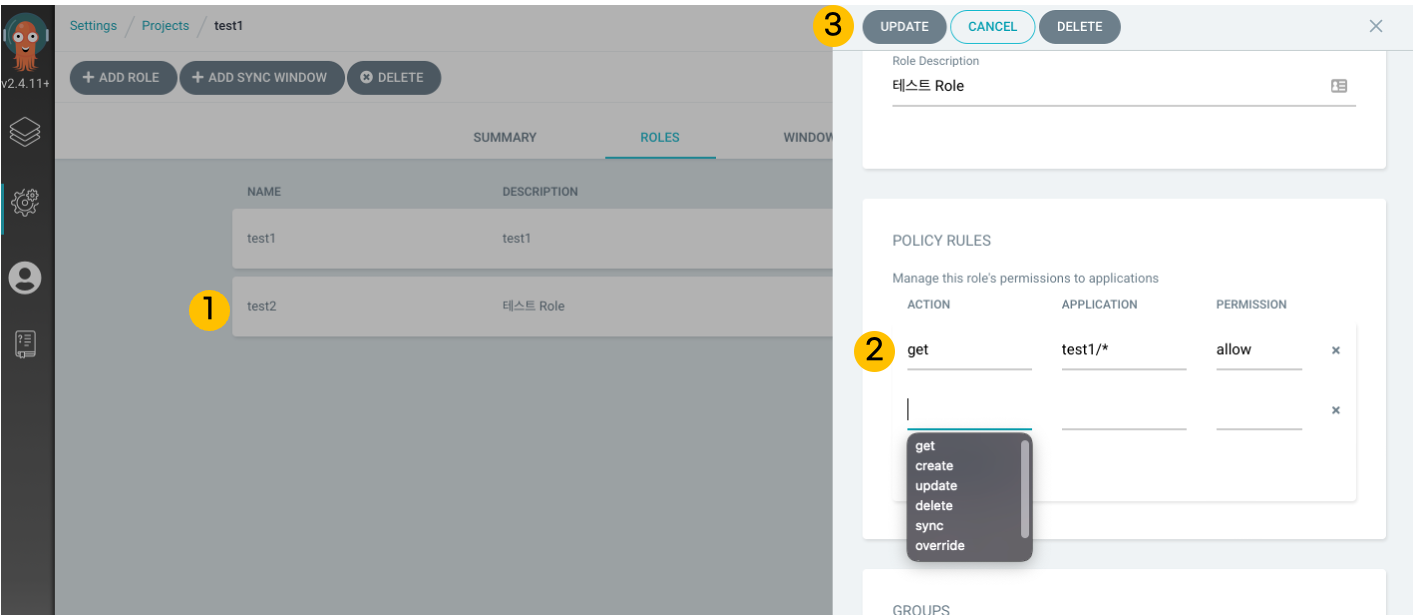 Settings / Projects / test1
v2.4.11+
ADD ROLE ADD SYNC WINDOW DELETE
SUMMARY ROLES WINDOW
NAME DESCRIPTION
test1 test1
1 test2 테스트 Role
3 UPDATE CANCEL DELETE
Role Description
테스트 Role
POLICY RULES
Manage this role's permissions to applications
ACTION APPLICATION PERMISSION
2 get test1/* allow
get
create
update
delete
sync
override
GROUPS